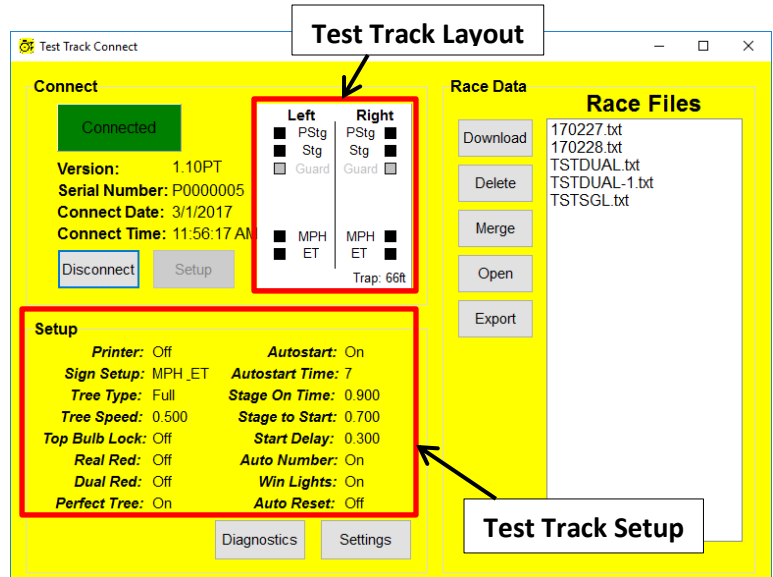 Test Track Layout
Test Track Connect
Connect
Connected
Version: 1.10PT
Serial Number: P0000005
Connect Date: 3/1/2017
Connect Time: 11:56:17 AM
Disconnect Setup
Left Right
PStg PStg
Stg Stg
Guard Guard
MPH MPH
ET ET
Trap: 66ft
Setup
Printer: Off Autostart: On
Sign Setup: MPH_ET Autostart Time: 7
Tree Type: Full Stage On Time: 0.900
Tree Speed: 0.500 Stage to Start: 0.700
Top Bulb Lock: Off Start Delay: 0.300
Real Red: Off Auto Number: On
Dual Red: Off Win Lights: On
Perfect Tree: On Auto Reset: Off
Diagnostics Settings
Race Data
Race Files
Download
Delete
Merge
Open
Export
170227.txt
170228.txt
TSTDUAL.txt
TSTDUAL-1.txt
TSTSGL.txt
Test Track Setup